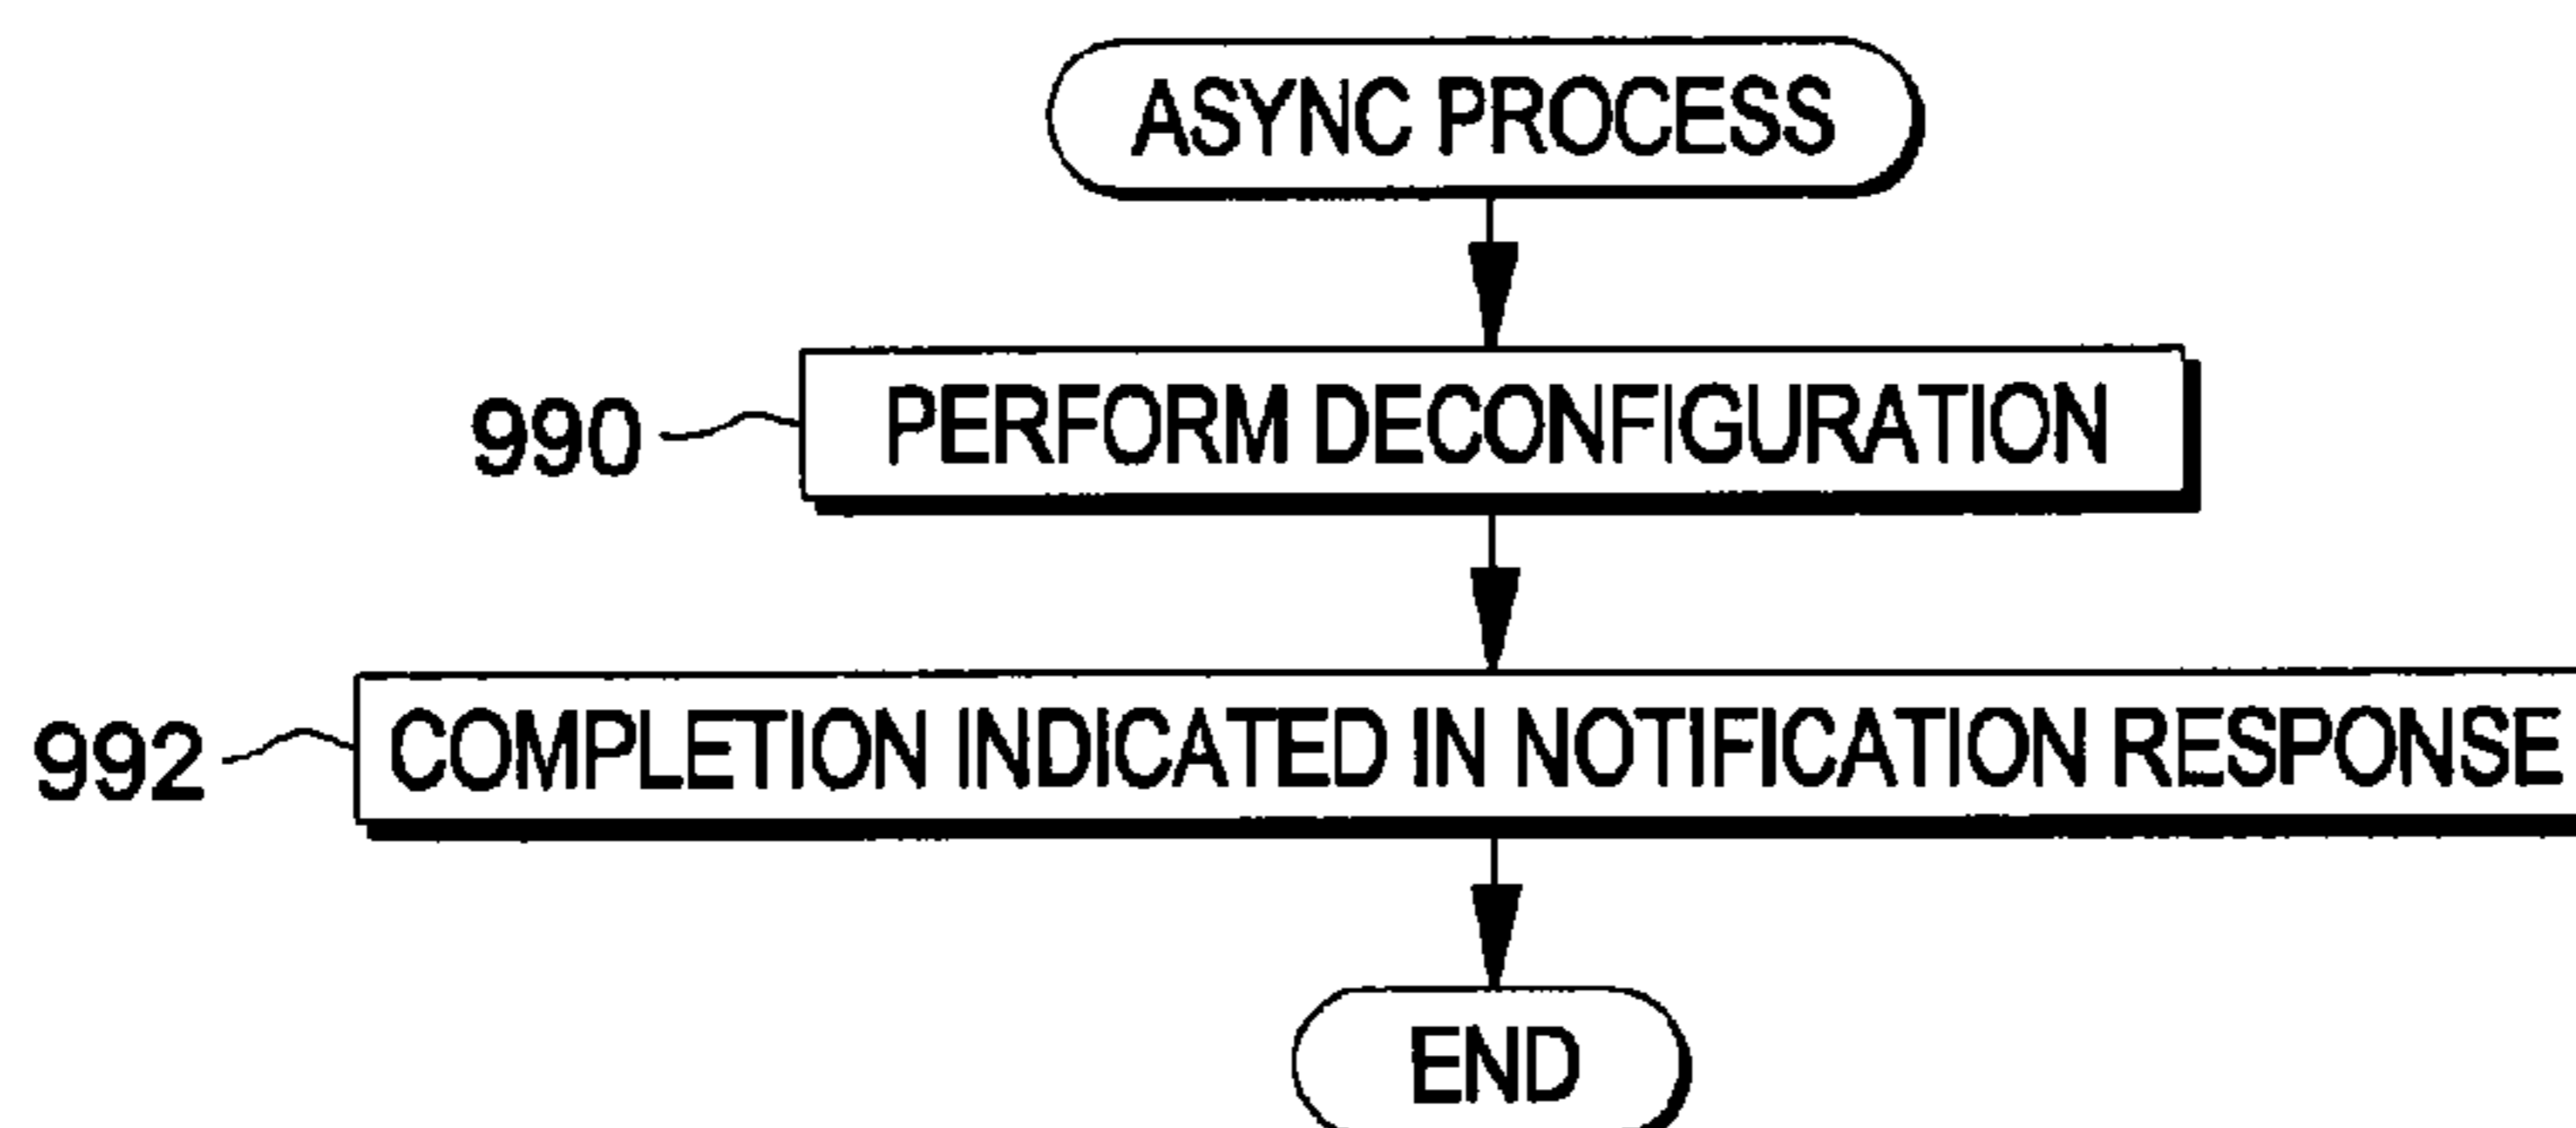 ASYNC PROCESS
990 PERFORM DECONFIGURATION
992 COMPLETION INDICATED IN NOTIFICATION RESPONSE
END